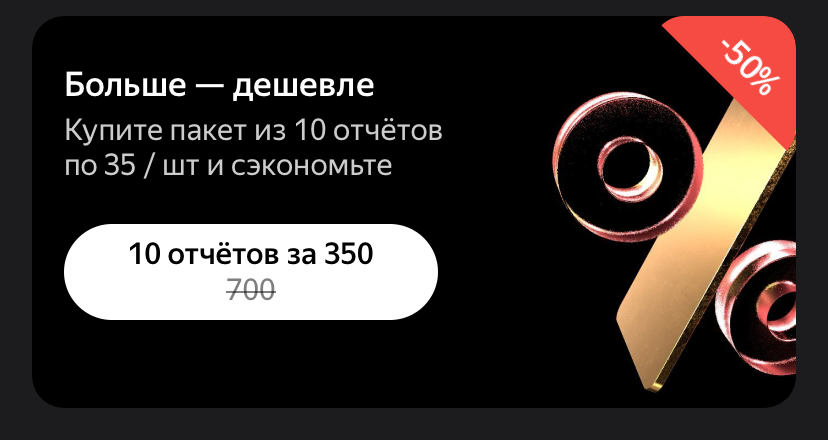 -50%
Больше — дешевле
Купите пакет из 10 отчётов
по 35 / шт и сэкономьте
10 отчётов за 350
700